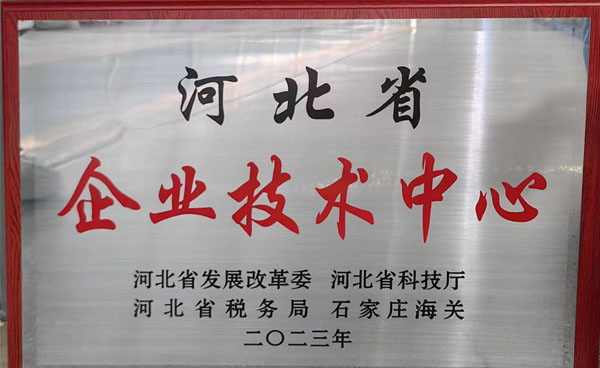 河北省
企业技术中心
河北省发展改革委 河北省科技厅
河北省税务局 石家庄海关
二〇二三年